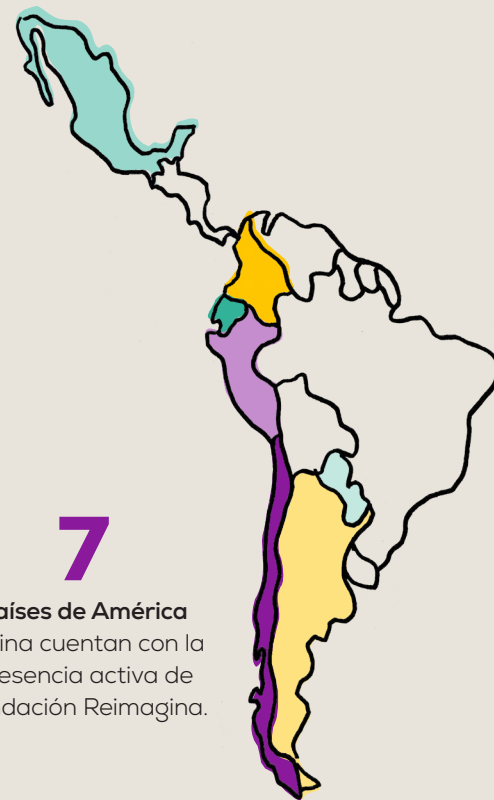 7
aíses de América
ina cuentan con la
esencia activa de
dación Reimagina.